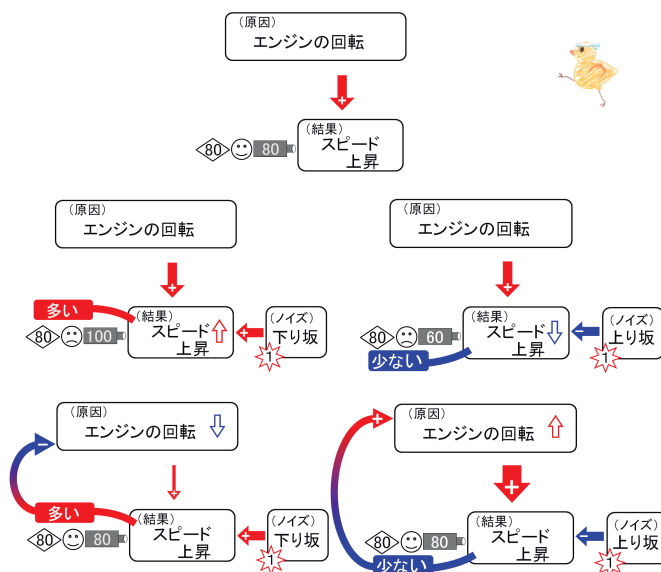 (原因)
エンジンの回転
+
(結果)
スピード
上昇
80
80
(原因)
エンジンの回転
+
多い
(結果)
スピード
上昇
80
100
+
(ノイズ)
下り坂
1
(原因)
エンジンの回転
+
(結果)
スピード
上昇
80
60
少ない
−
(ノイズ)
上り坂
1
(原因)
エンジンの回転
−
+
多い
(結果)
スピード
上昇
80
80
+
(ノイズ)
下り坂
1
(原因)
エンジンの回転
+
+
(結果)
スピード
上昇
80
80
少ない
−
(ノイズ)
上り坂
1